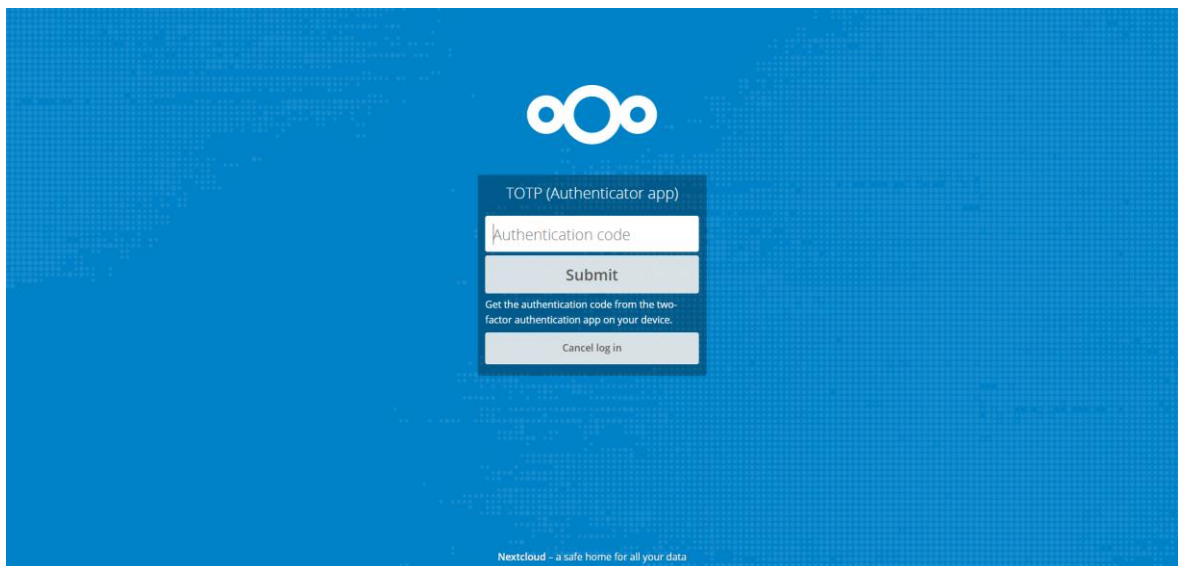 TOTP (Authenticator app)
Authentication code
Submit
Get the authentication code from the two-
factor authentication app on your device.
Cancel log in
Nextcloud – a safe home for all your data